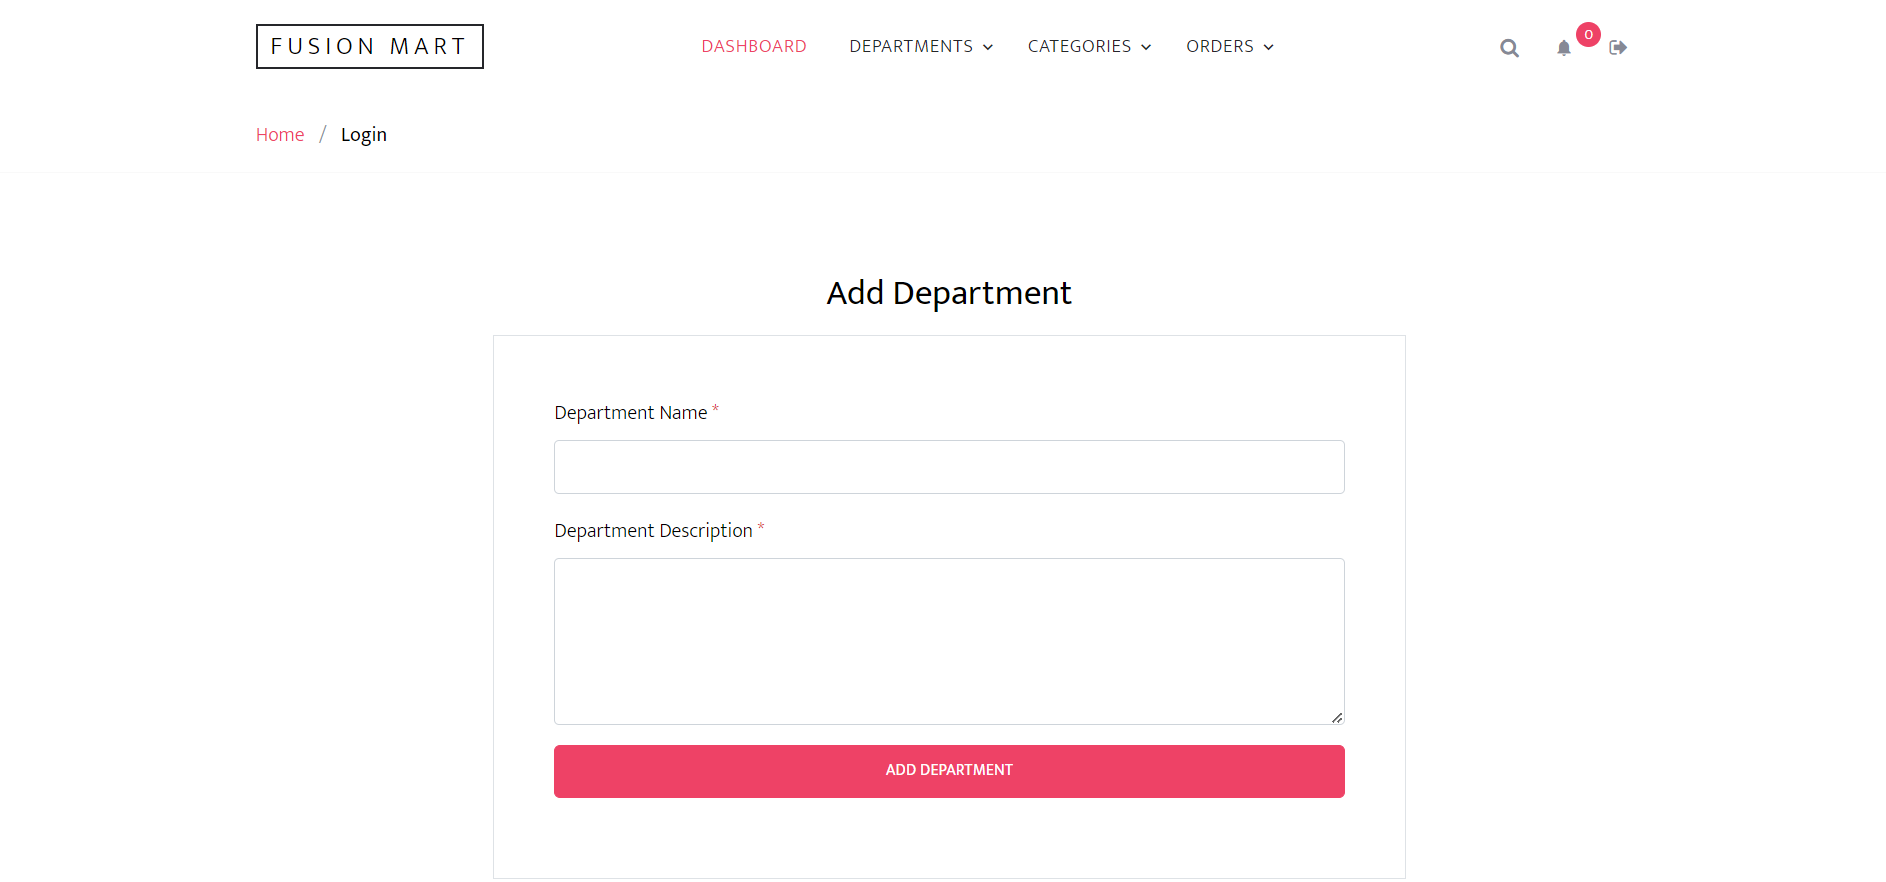 FUSION MART
DASHBOARD DEPARTMENTS CATEGORIES ORDERS 0
Home / Login
Add Department
Department Name *
Department Description *
ADD DEPARTMENT